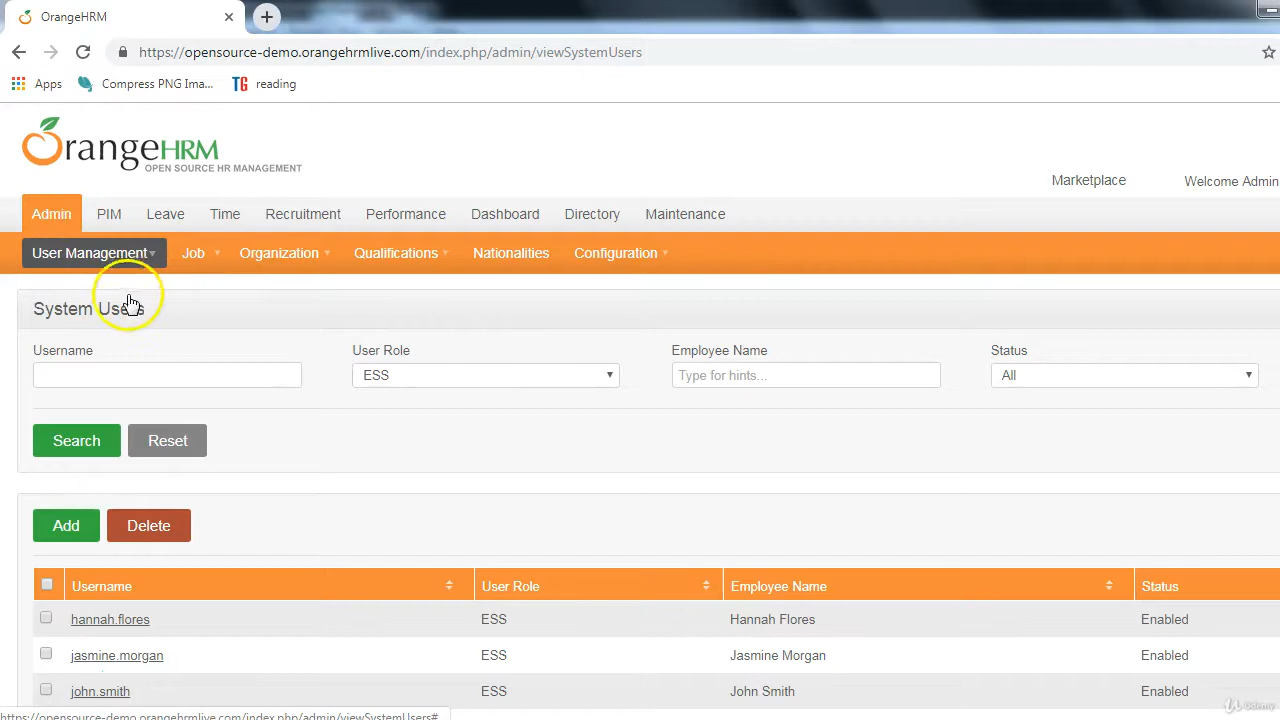 OrangeHRM
https://opensource-demo.orangehrmlive.com/index.php/admin/viewSystemUsers
Apps Compress PNG Ima... TG reading
OrangeHRM
OPEN SOURCE HR MANAGEMENT
Marketplace Welcome Admin
Admin PIM Leave Time Recruitment Performance Dashboard Directory Maintenance
User Management Job Organization Qualifications Nationalities Configuration
System Users
Username User Role Employee Name Status
ESS Type for hints... All
Search Reset
Add Delete
Username User Role Employee Name Status
hannah.flores ESS Hannah Flores Enabled
jasmine.morgan ESS Jasmine Morgan Enabled
john.smith ESS John Smith Enabled
https://opensource-demo.orangehrmlive.com/index.php/admin/viewSystemUsers#
Udemy